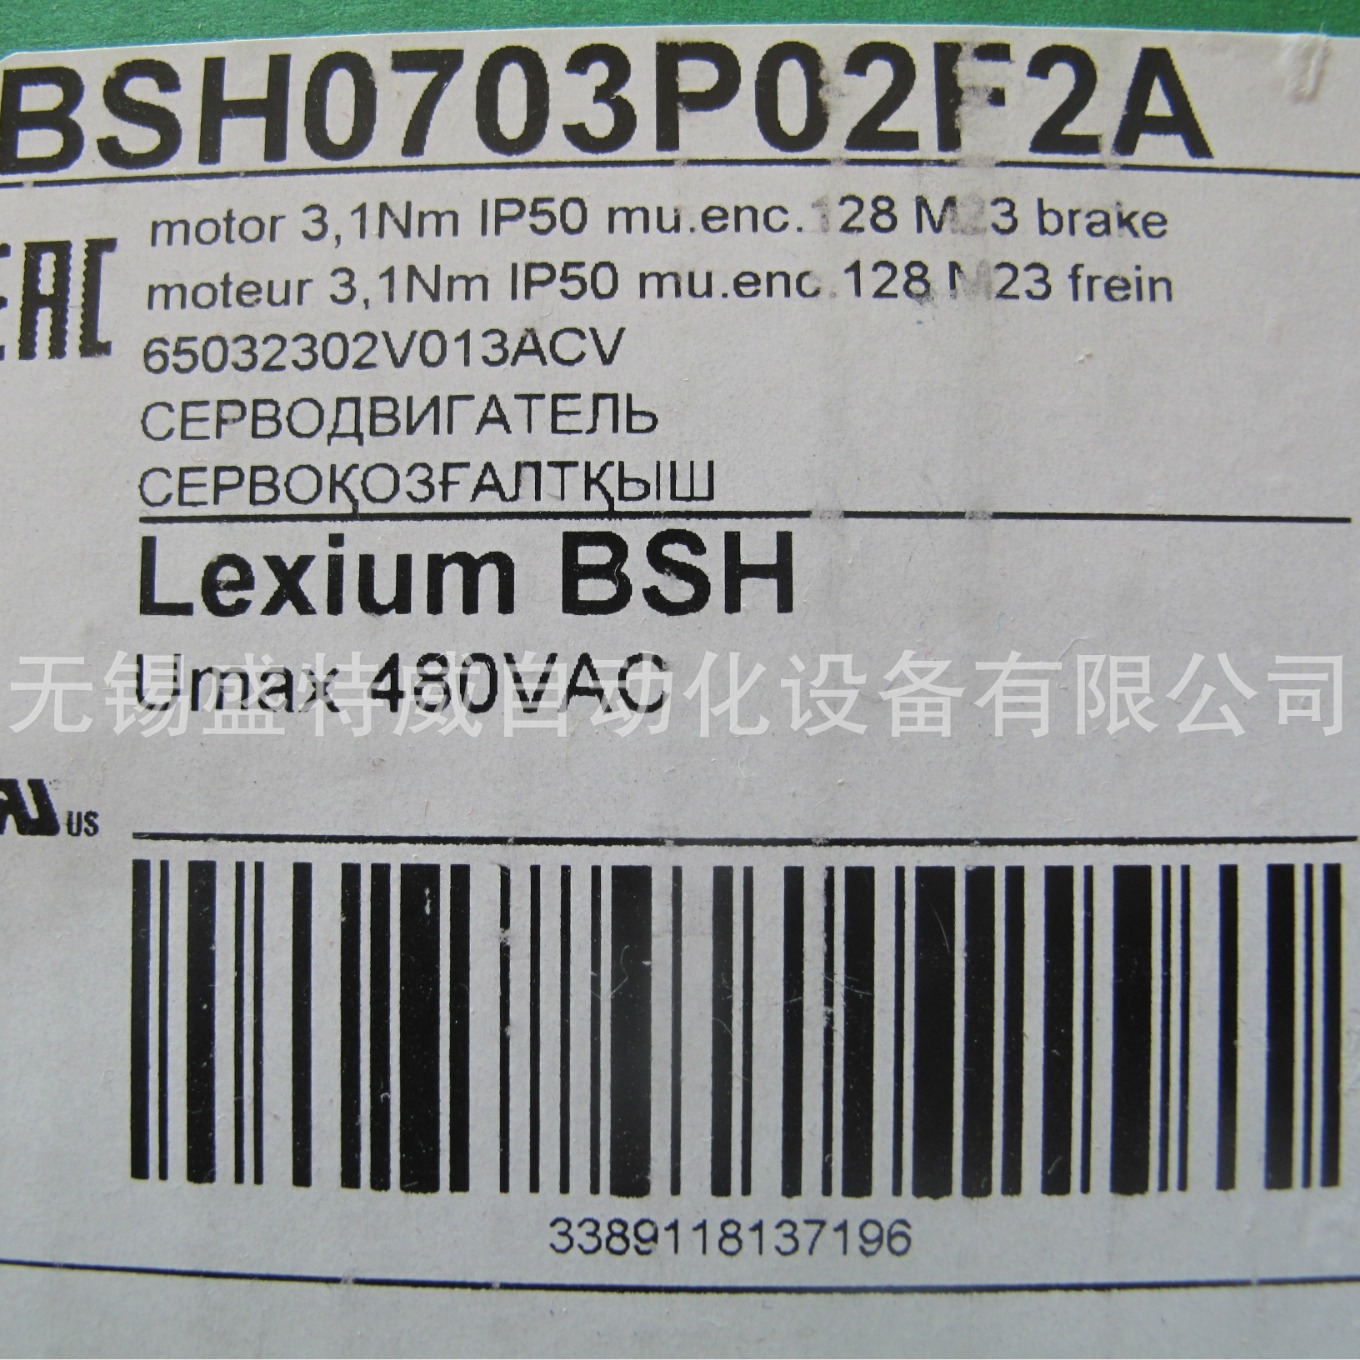 BSH0703P02F2A
EAC
motor 3,1Nm IP50 mu.enc.128 M23 brake
moteur 3,1Nm IP50 mu.enc.128 M23 frein
65032302V013ACV
СЕРВОДВИГАТЕЛЬ
СЕРВОҚОЗҒАЛТҚЫШ
Lexium BSH
Umax 480VAC
无锡盛特威自动化设备有限公司
US
3389118137196